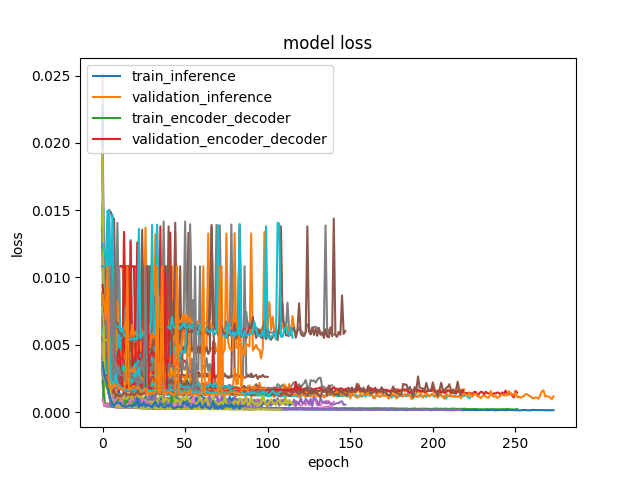 model loss
train_inference
validation_inference
train_encoder_decoder
validation_encoder_decoder
0.025
0.020
0.015
0.010
0.005
0.000
loss
0 50 100 150 200 250
epoch